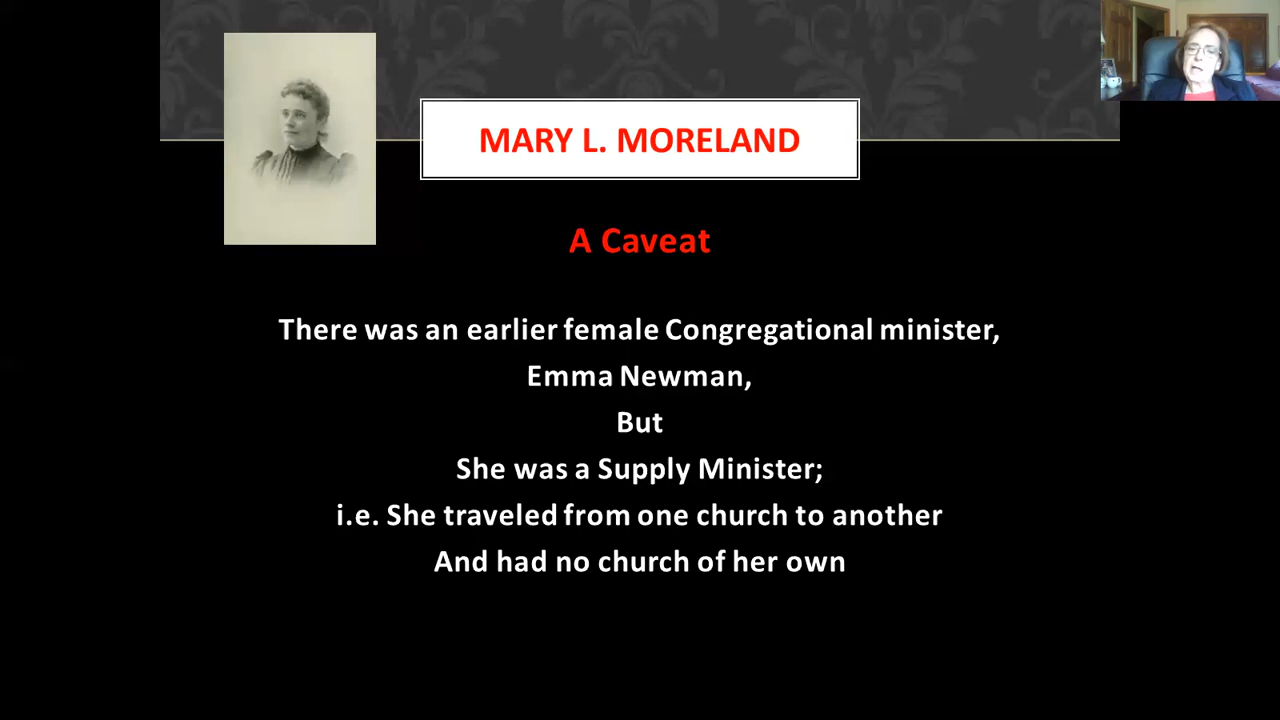 MARY L. MORELAND
A Caveat
There was an earlier female Congregational minister,
Emma Newman,
But
She was a Supply Minister;
i.e. She traveled from one church to another
And had no church of her own